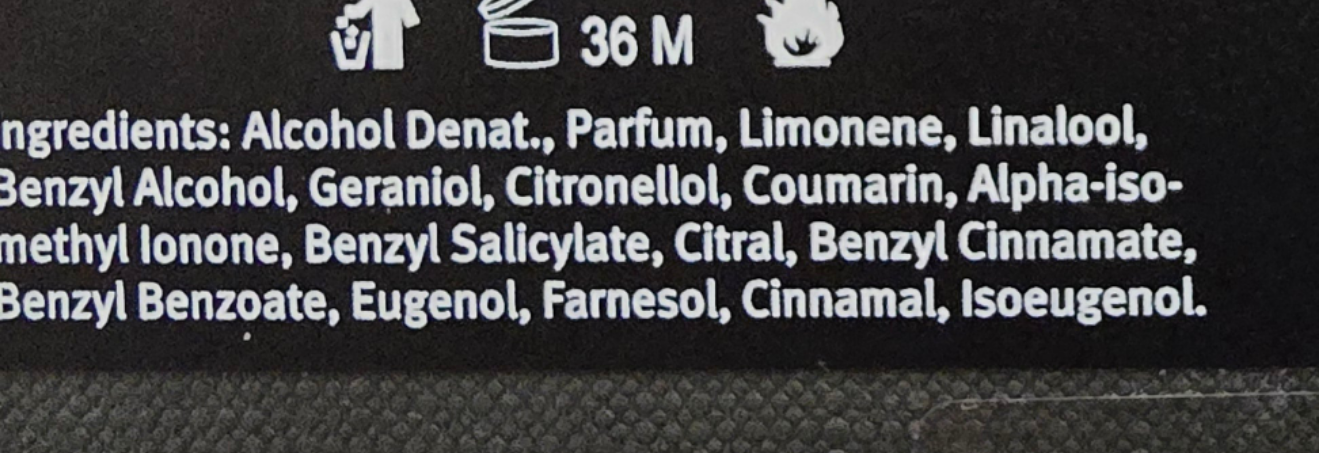 36 M
ngredients: Alcohol Denat., Parfum, Limonene, Linalool,
Benzyl Alcohol, Geraniol, Citronellol, Coumarin, Alpha-iso-
methyl Ionone, Benzyl Salicylate, Citral, Benzyl Cinnamate,
Benzyl Benzoate, Eugenol, Farnesol, Cinnamal, Isoeugenol.